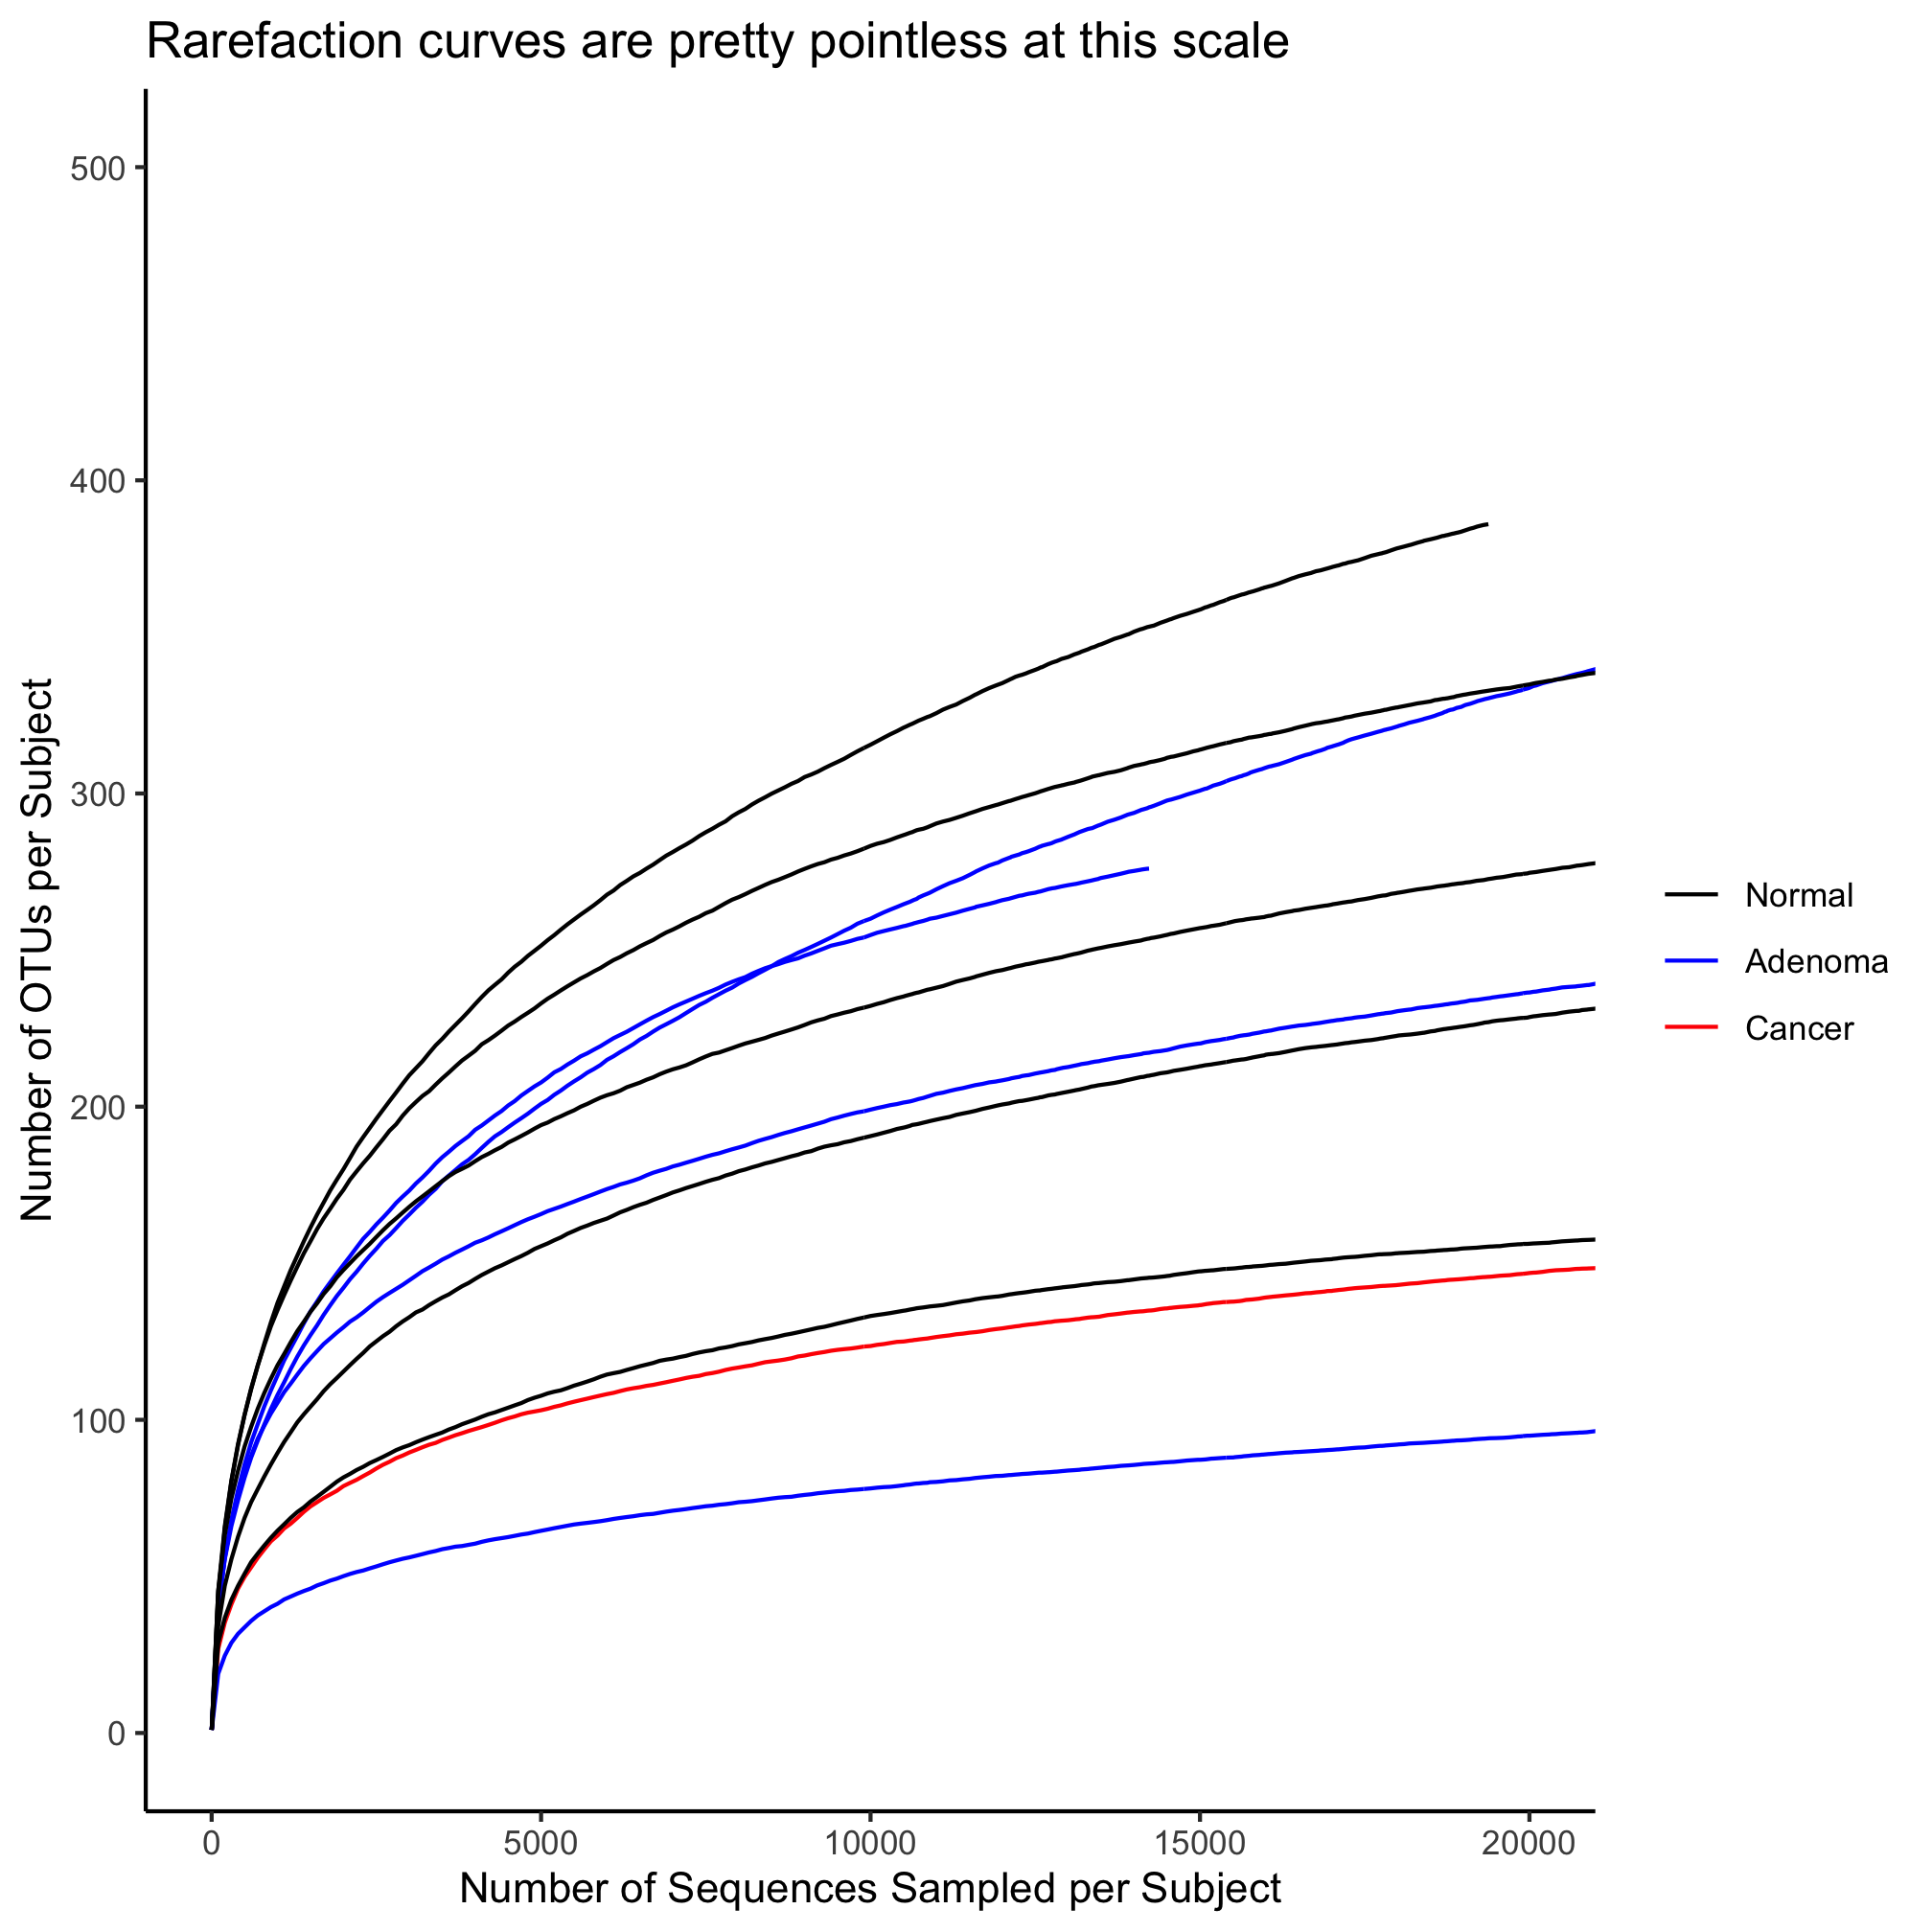 Rarefaction curves are pretty pointless at this scale
Number of OTUs per Subject
500
400
300
200
100
0
0 5000 10000 15000 20000
Number of Sequences Sampled per Subject
Normal
Adenoma
Cancer